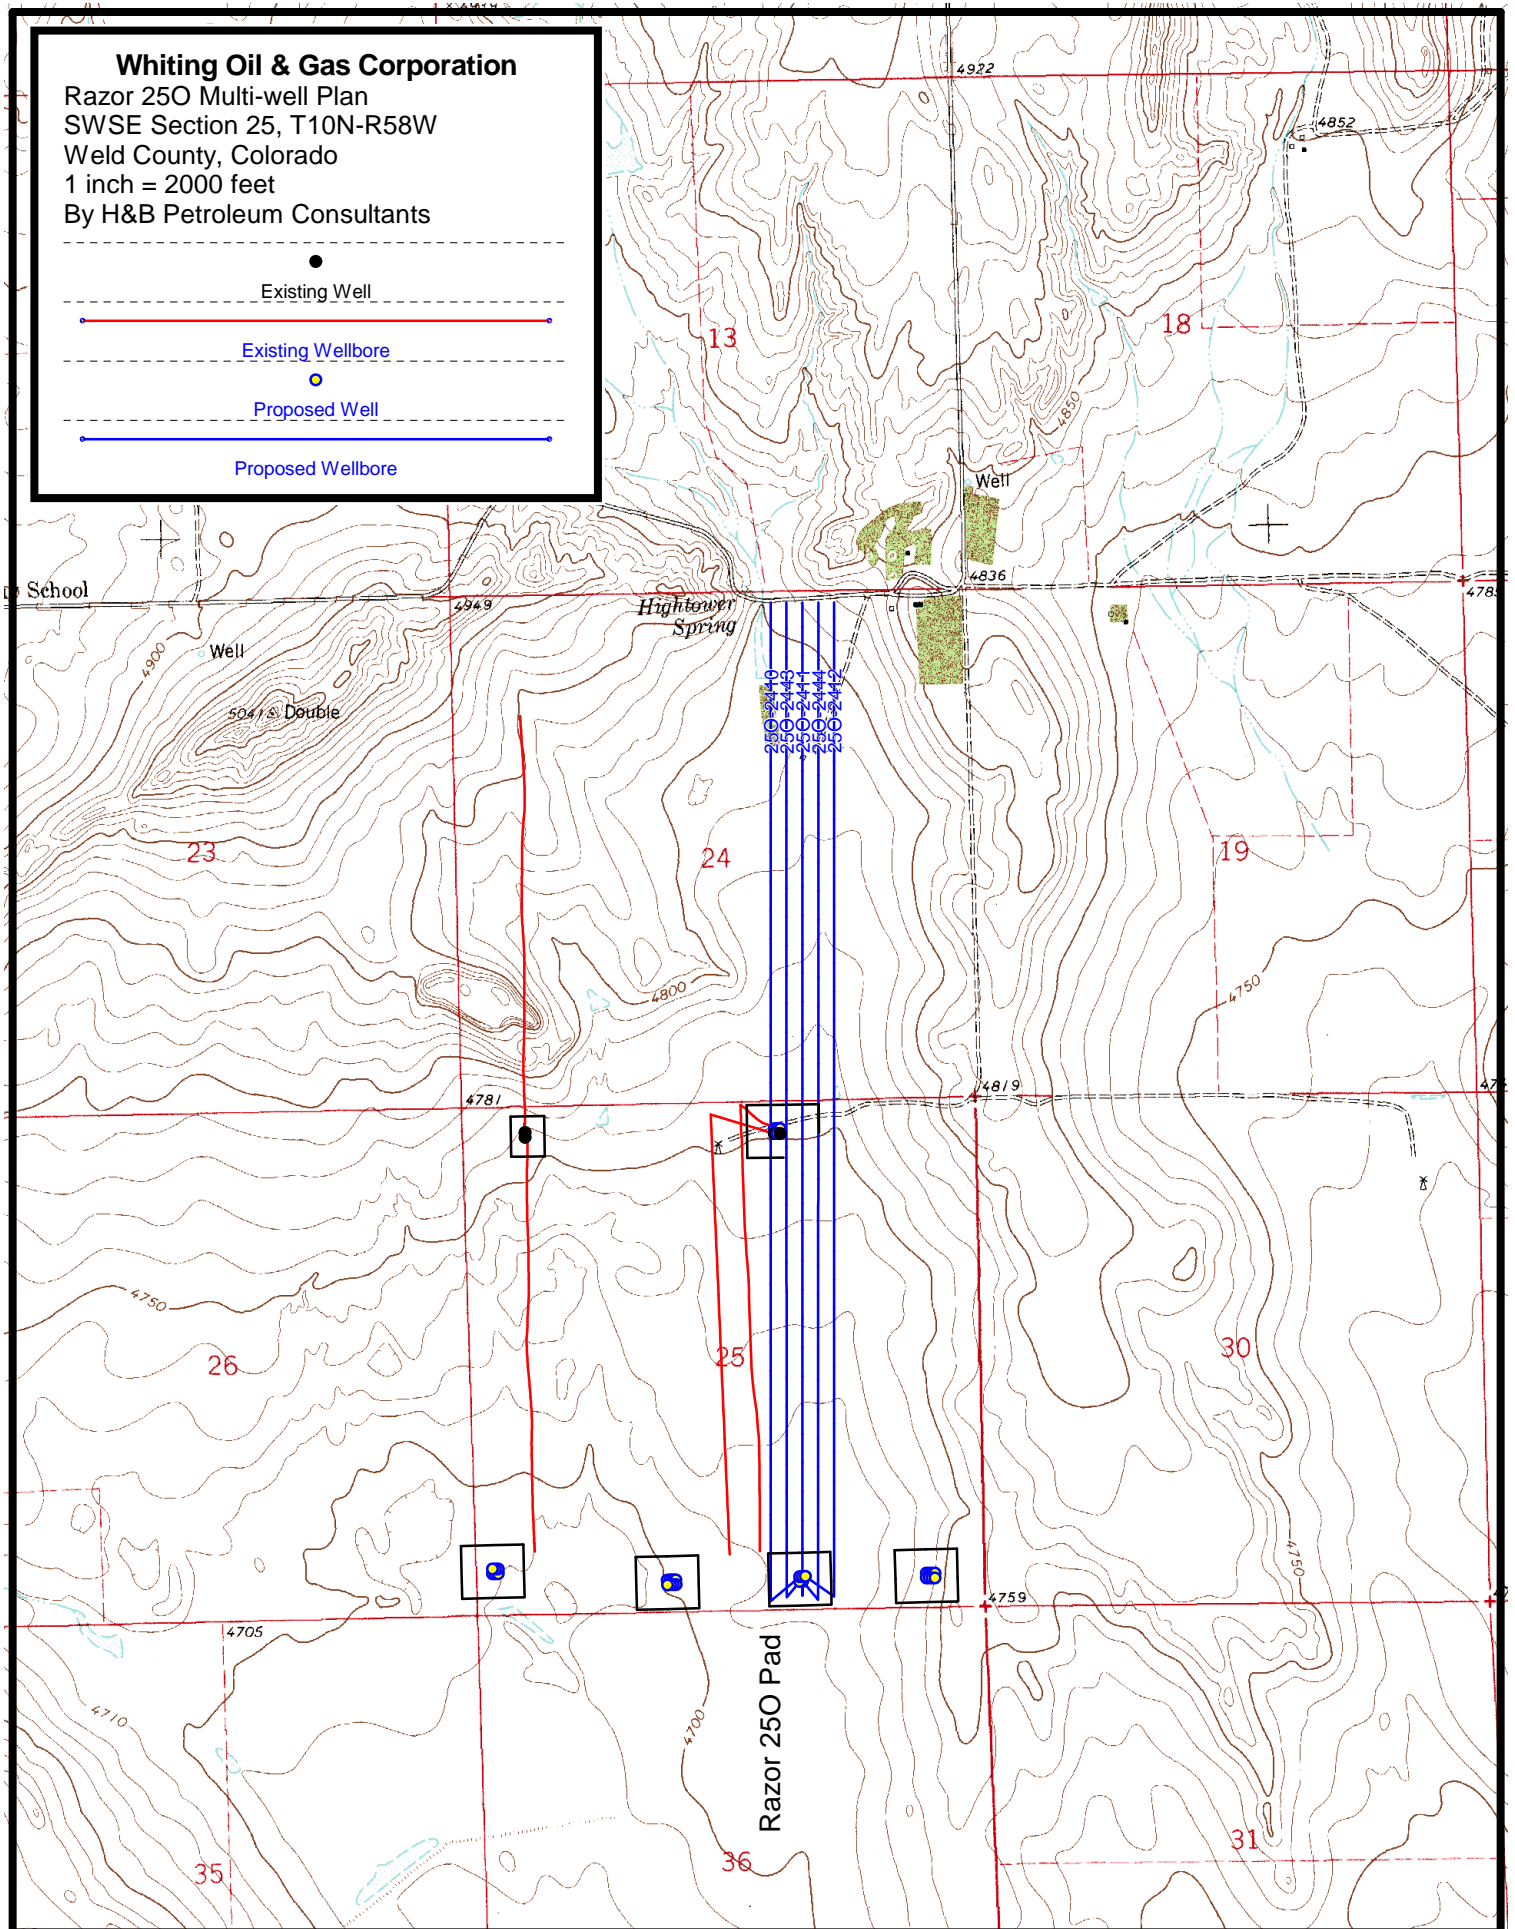 Whiting Oil & Gas Corporation
Razor 25O Multi-well Plan
SWSE Section 25, T10N-R58W
Weld County, Colorado
1 inch = 2000 feet
By H&B Petroleum Consultants
Existing Well
Existing Wellbore
Proposed Well
Proposed Wellbore
4922
4852
13
18
4850
Well
4836
School
4949
Hightower
Spring
4785
4900
Well
5041
Double
25O-2410
25O-2443
25O-2411
25O-2444
25O-2412
23
24
19
4800
4750
4781
4819
4750
26
25
30
4750
4759
4705
4710
4700
Razor 25O Pad
35
36
31